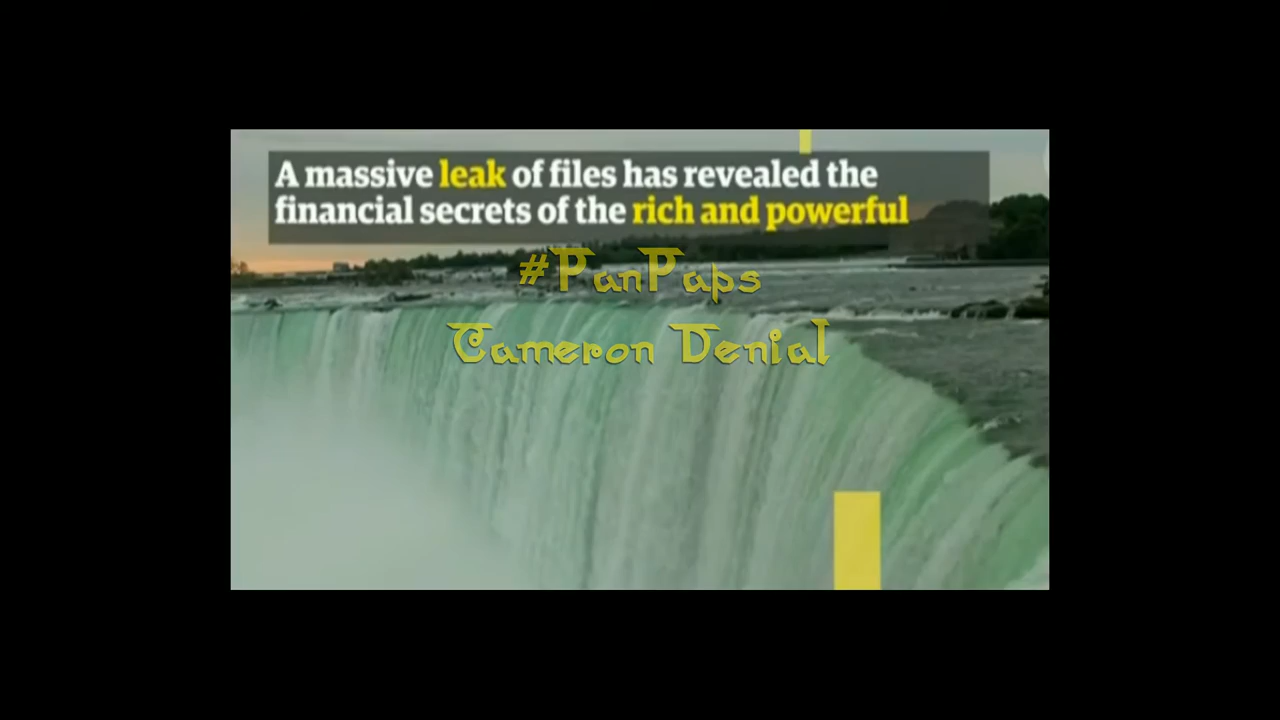 A massive leak of files has revealed the
financial secrets of the rich and powerful
#PanPaps
Cameron Denial